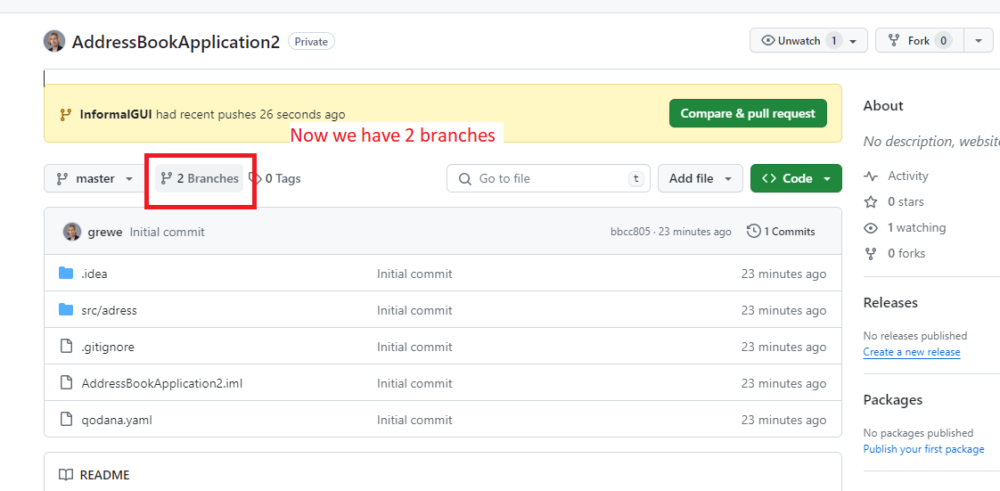 AddressBookApplication2 Private Unwatch 1 Fork 0
InformalGUI had recent pushes 26 seconds ago Compare & pull request
Now we have 2 branches
master 2 Branches 0 Tags Go to file t Add file <> Code
grewe Initial commit bbcc805 · 23 minutes ago 1 Commits
.idea Initial commit 23 minutes ago
src/adress Initial commit 23 minutes ago
.gitignore Initial commit 23 minutes ago
AddressBookApplication2.iml Initial commit 23 minutes ago
qodana.yaml Initial commit 23 minutes ago
README
About
No description, website
Activity
0 stars
1 watching
0 forks
Releases
No releases published
Create a new release
Packages
No packages published
Publish your first package